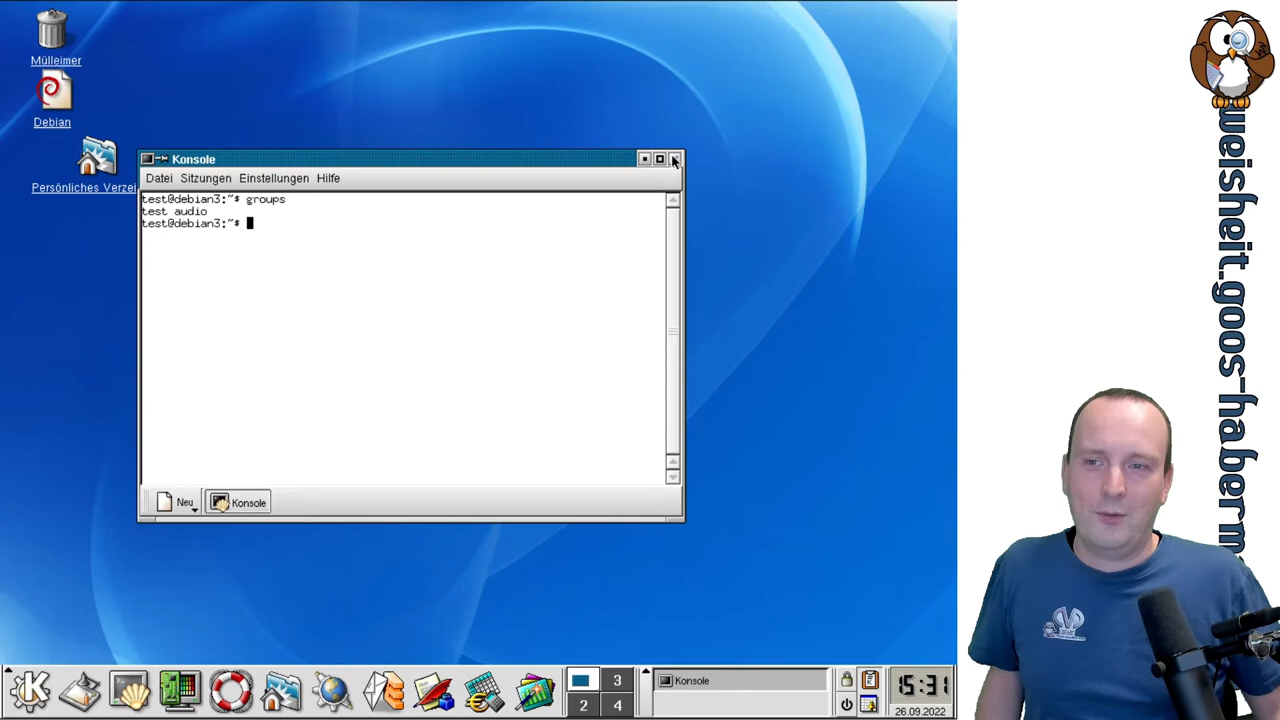 Mülleimer
Debian
Persönliches Verzei
Konsole
Datei Sitzungen Einstellungen Hilfe
test@debian3:~$ groups
test audio
test@debian3:~$
Neu
Konsole
3
2 4
Konsole
15:31
26.09.2022
weisheit.goos-haberm